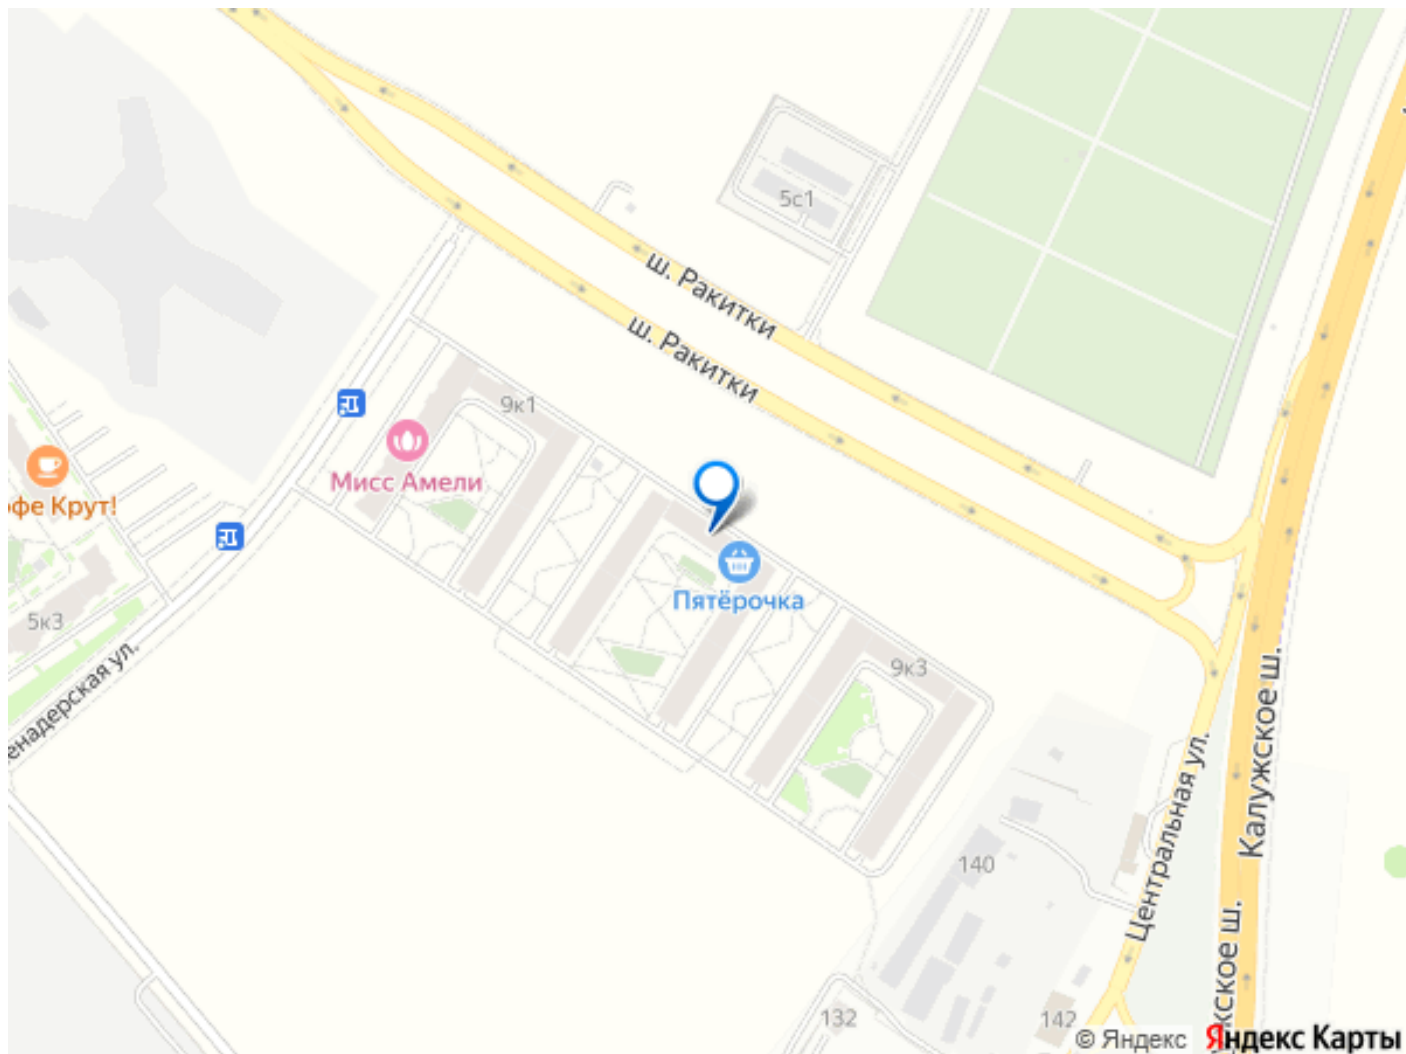 5с1
ш. Ракитки
ш. Ракитки
9к1
Мисс Амели
офе Крут!
Пятёрочка
5к3
9к3
енадерская ул.
Центральная ул.
Калужское ш.
жское ш.
140
132
142
© Яндекс Яндекс Карты